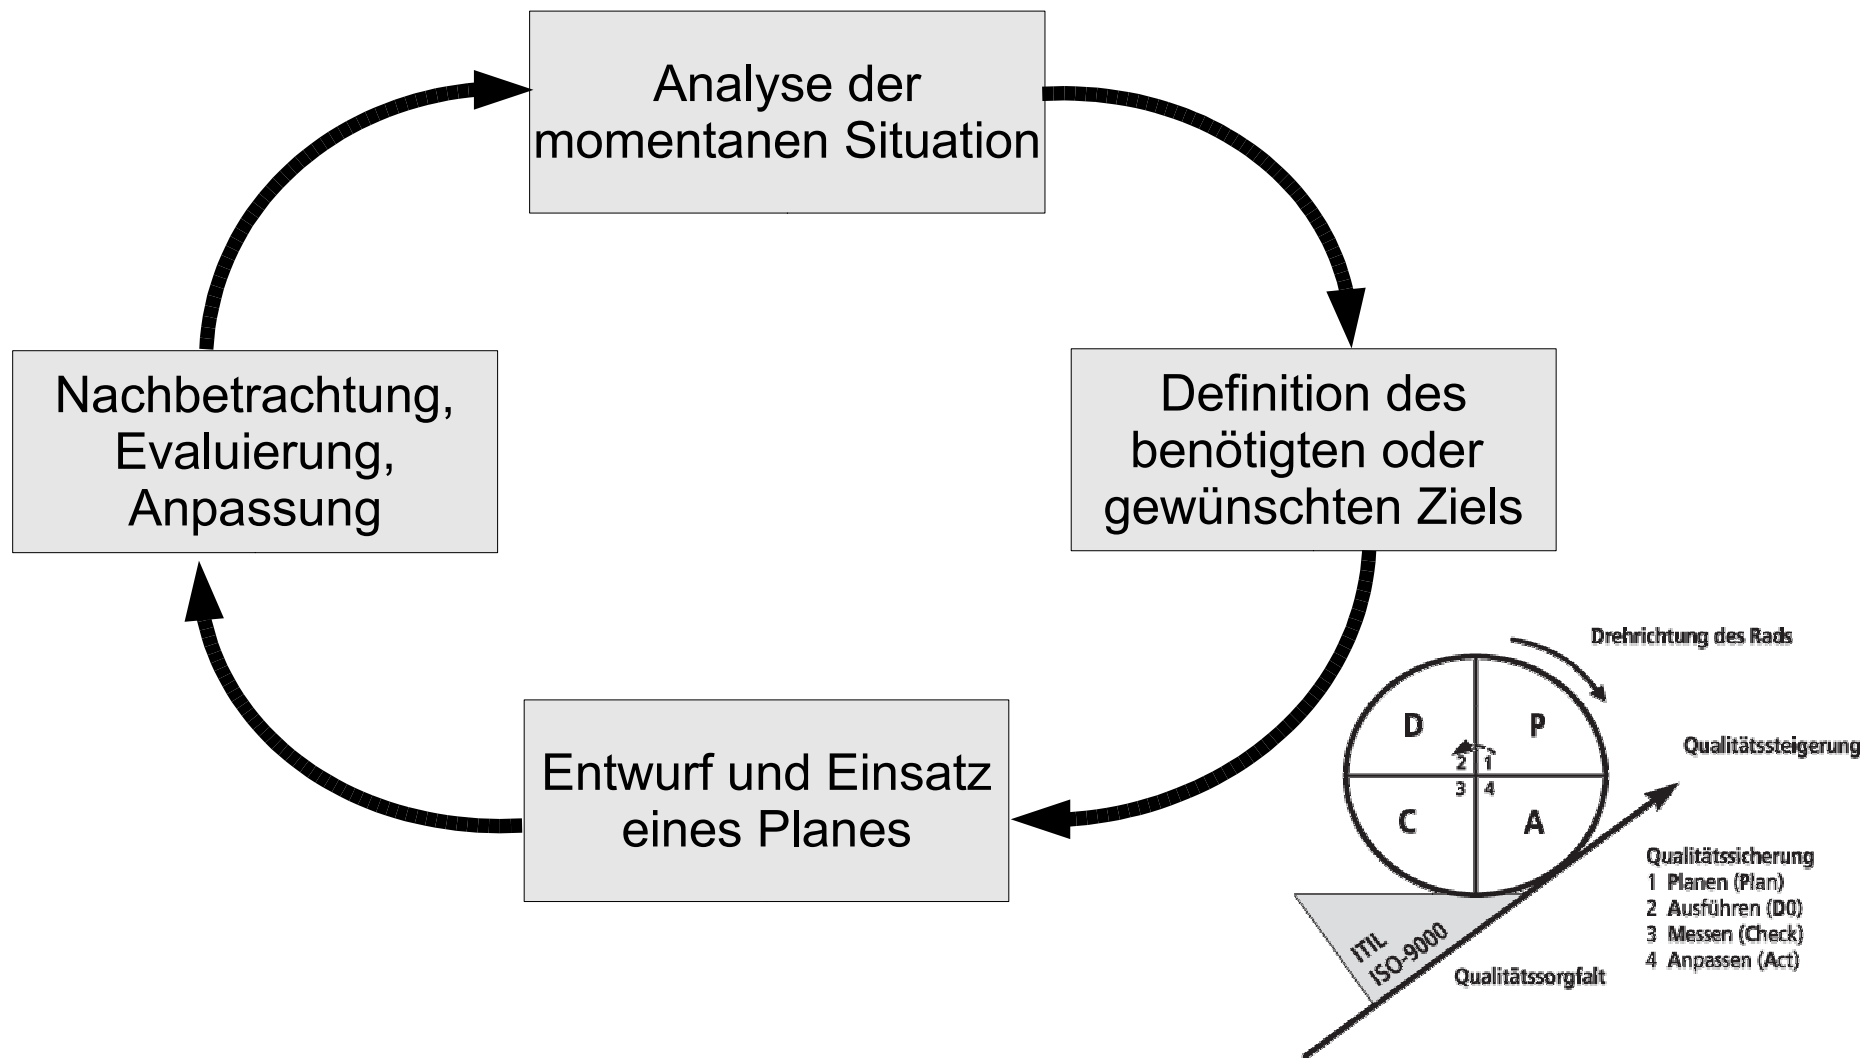 Analyse der
momentanen Situation
Nachbetrachtung,
Evaluierung,
Anpassung
Definition des
benötigten oder
gewünschten Ziels
Entwurf und Einsatz
eines Planes
Drehrichtung des Rads
D P
Qualitätssteigerung
2 1
3 4
C A
Qualitätssicherung
1 Planen (Plan)
2 Ausführen (D0)
3 Messen (Check)
4 Anpassen (Act)
ITIL
ISO-9000
Qualitätssorgfalt